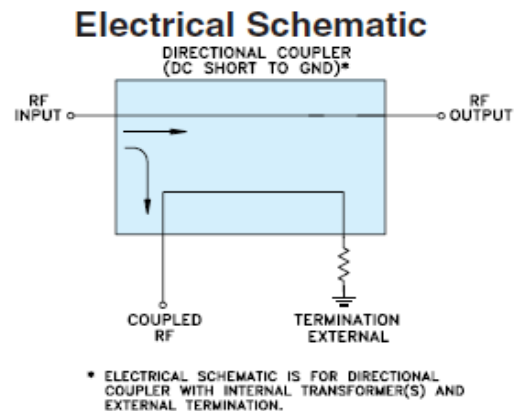 Electrical Schematic
DIRECTIONAL COUPLER
(DC SHORT TO GND)*
RF
INPUT
RF
OUTPUT
COUPLED
RF
TERMINATION
EXTERNAL
* ELECTRICAL SCHEMATIC IS FOR DIRECTIONAL
COUPLER WITH INTERNAL TRANSFORMER(S) AND
EXTERNAL TERMINATION.